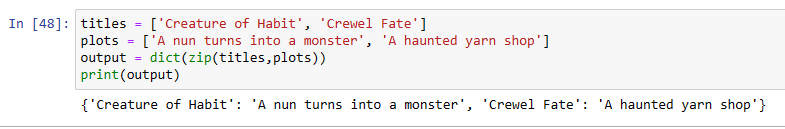 In [48]: titles = ['Creature of Habit', 'Crewel Fate']
plots = ['A nun turns into a monster', 'A haunted yarn shop']
output = dict(zip(titles,plots))
print(output)
{'Creature of Habit': 'A nun turns into a monster', 'Crewel Fate': 'A haunted yarn shop'}